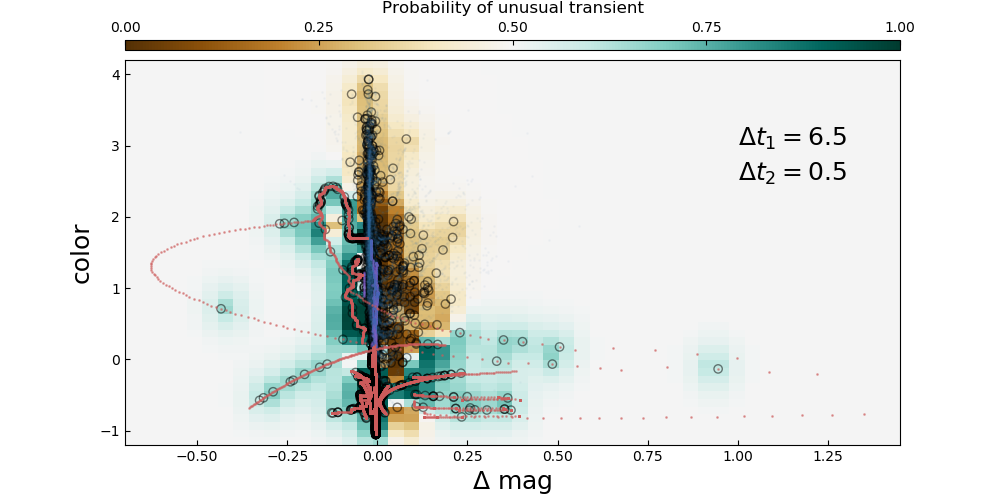 Probability of unusual transient
0.00 0.25 0.50 0.75 1.00
4
3
2
1
0
−1
color
Δt₁ = 6.5
Δt₂ = 0.5
−0.50 −0.25 0.00 0.25 0.50 0.75 1.00 1.25
Δ mag